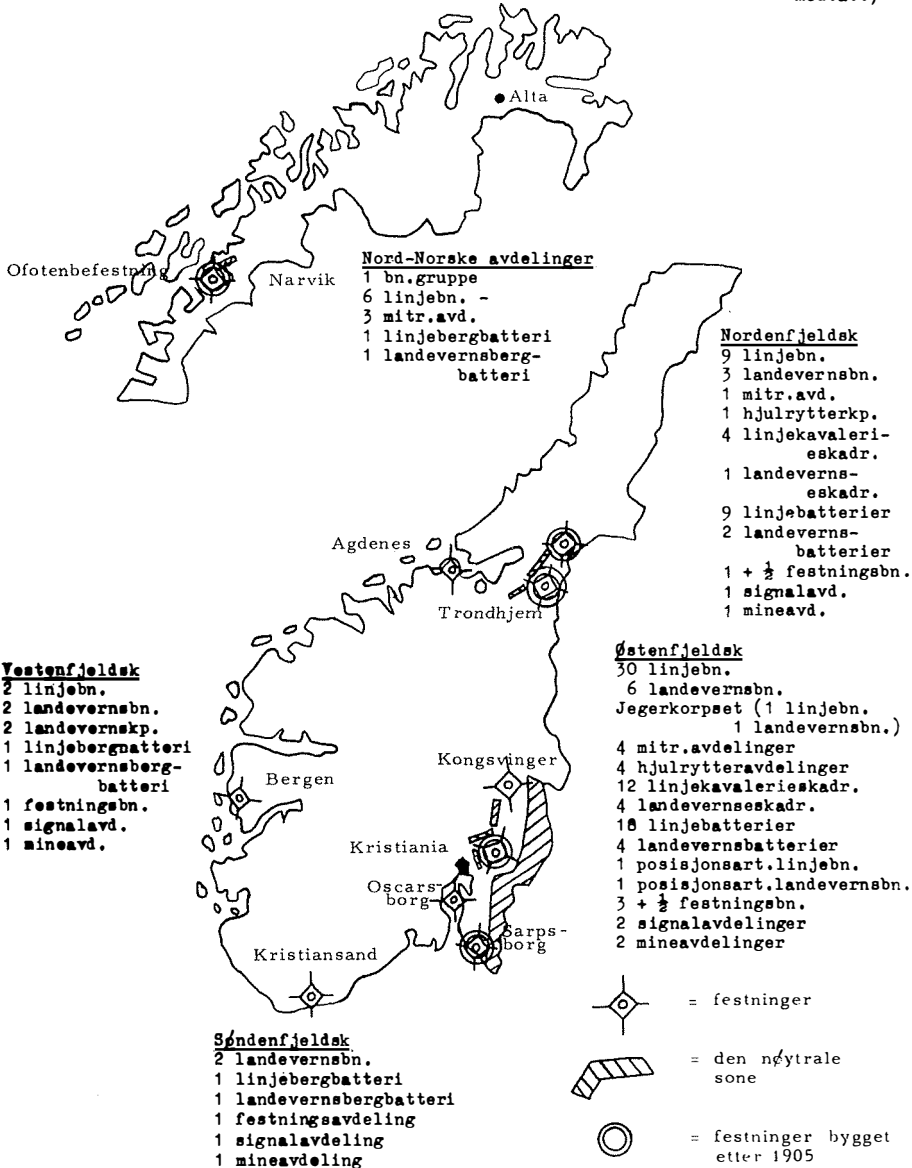 Alta
Ofotenbefestning
Narvik
Nord-Norske avdelinger
1 bn.gruppe
6 linjebn. -
3 mitr.avd.
1 linjebergbatteri
1 landevernsberg-
batteri
Nordenfjeldsk
9 linjebn.
3 landevernsbn.
1 mitr.avd.
1 hjulrytterkp.
4 linjekavaleri-
eskadr.
1 landeverns-
eskadr.
9 linjebatterier
2 landeverns-
batterier
1 + ½ festningsbn.
1 signalavd.
1 mineavd.
Agdenes
Trondhjem
Vestenfjeldsk
2 linjebn.
2 landevernsbn.
2 landevernskp.
1 linjebergbatteri
1 landevernsberg-
batteri
1 festningsbn.
1 signalavd.
1 mineavd.
Bergen
Østenfjeldsk
30 linjebn.
6 landevernsbn.
Jegerkorpset (1 linjebn.
1 landevernsbn.)
4 mitr.avdelinger
4 hjulrytteravdelinger
12 linjekavalerieskadr.
4 landevernseskadr.
18 linjebatterier
4 landevernsbatterier
1 posisjonsart.linjebn.
1 posisjonsart.landevernsbn.
3 + ½ festningsbn.
2 signalavdelinger
2 mineavdelinger
Kongsvinger
Kristiania
Oscars-
borg
Sarps-
borg
Kristiansand
Søndenfjeldsk
2 landevernsbn.
1 linjebergbatteri
1 landevernsbergbatteri
1 festningsavdeling
1 signalavdeling
1 mineavdeling
= festninger
= den nøytrale
sone
= festninger bygget
etter 1905